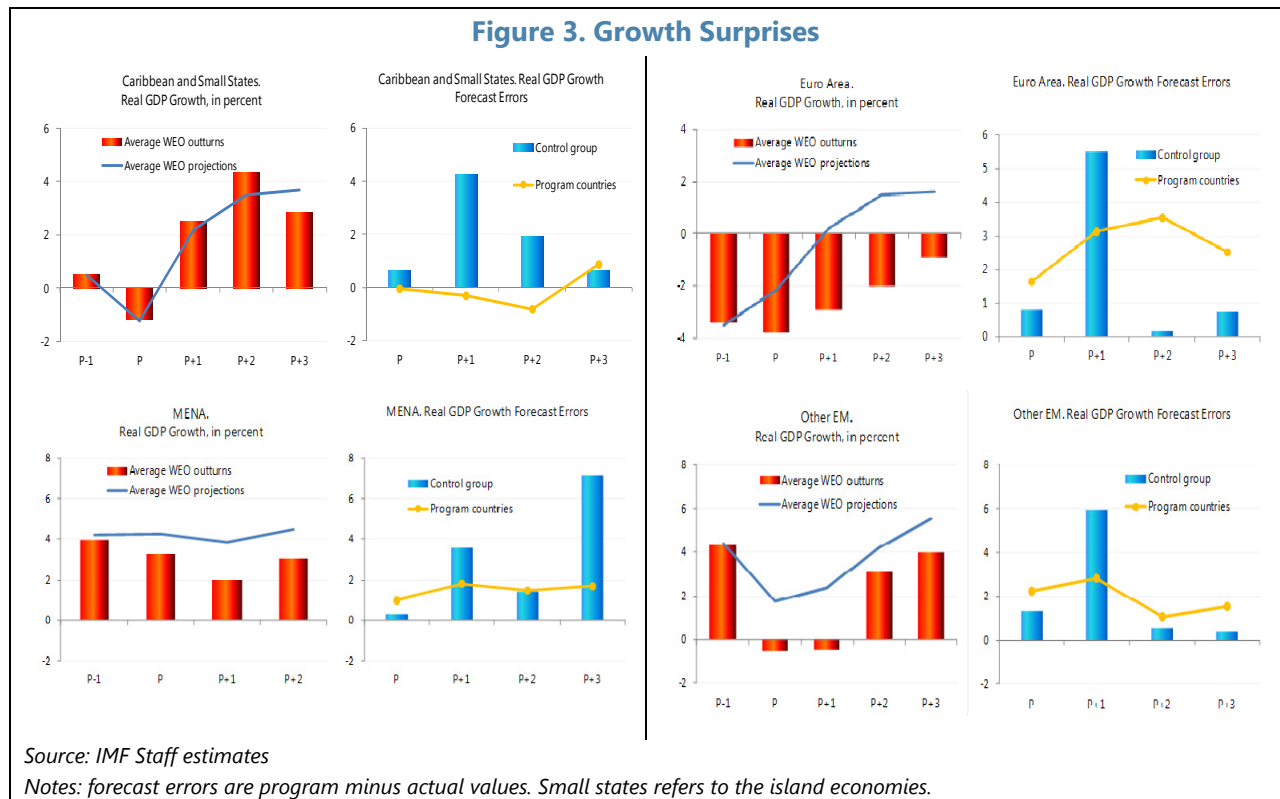 Figure 3. Growth Surprises
Caribbean and Small States.
Real GDP Growth, in percent
6
4
2
0
-2
Average WEO outturns
Average WEO projections
P-1 P P+1 P+2 P+3
Caribbean and Small States. Real GDP Growth
Forecast Errors
6
4
2
0
-2
Control group
Program countries
P P+1 P+2 P+3
Euro Area.
Real GDP Growth, in percent
4
2
0
-2
-4
Average WEO outturns
Average WEO projections
P-1 P P+1 P+2 P+3
Euro Area. Real GDP Growth Forecast Errors
6
5
4
3
2
1
0
Control group
Program countries
P P+1 P+2 P+3
MENA.
Real GDP Growth, in percent
8
6
4
2
0
-2
Average WEO outturns
Average WEO projections
P-1 P P+1 P+2
MENA. Real GDP Growth Forecast Errors
8
6
4
2
0
-2
Control group
Program countries
P P+1 P+2 P+3
Other EM.
Real GDP Growth, in percent
8
6
4
2
0
-2
Average WEO outturns
Average WEO projections
P-1 P P+1 P+2 P+3
Other EM. Real GDP Growth Forecast Errors
8
6
4
2
0
-2
Control group
Program countries
P P+1 P+2 P+3
Source: IMF Staff estimates
Notes: forecast errors are program minus actual values. Small states refers to the island economies.